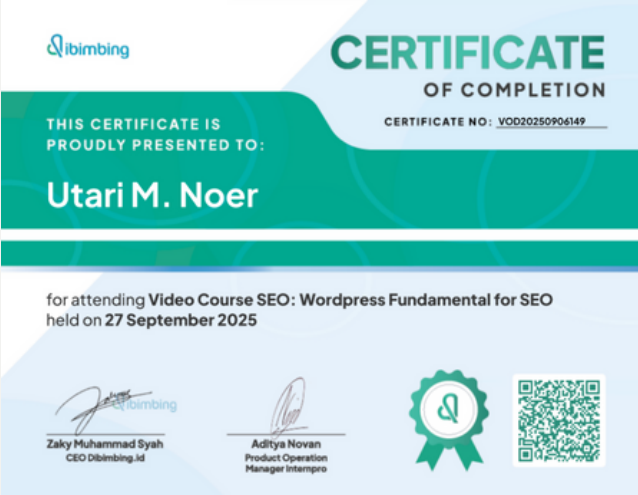 dibimbing
CERTIFICATE
OF COMPLETION
CERTIFICATE NO: VOD20250906149
THIS CERTIFICATE IS
PROUDLY PRESENTED TO:
Utari M. Noer
for attending Video Course SEO: Wordpress Fundamental for SEO
held on 27 September 2025
dibimbing
Zaky Muhammad Syah
CEO Dibimbing.id
Aditya Novan
Product Operation
Manager Internpro